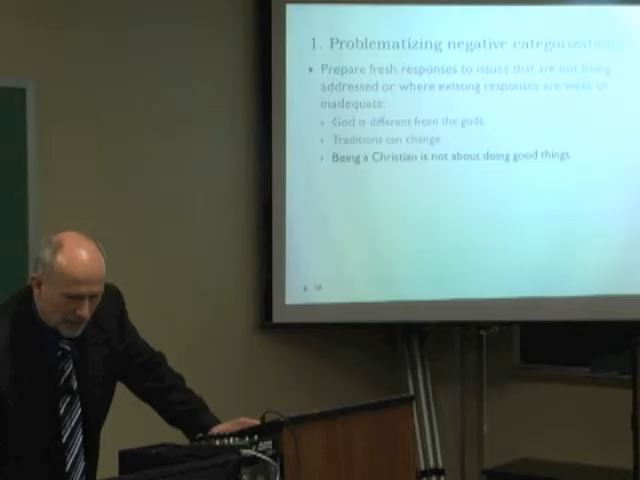 1. Problematizing negative categorization
Prepare fresh responses to issues that are not being
addressed or where existing responses are weak or
inadequate.
God is different from the gods.
Traditions can change.
Being a Christian is not about doing good things.